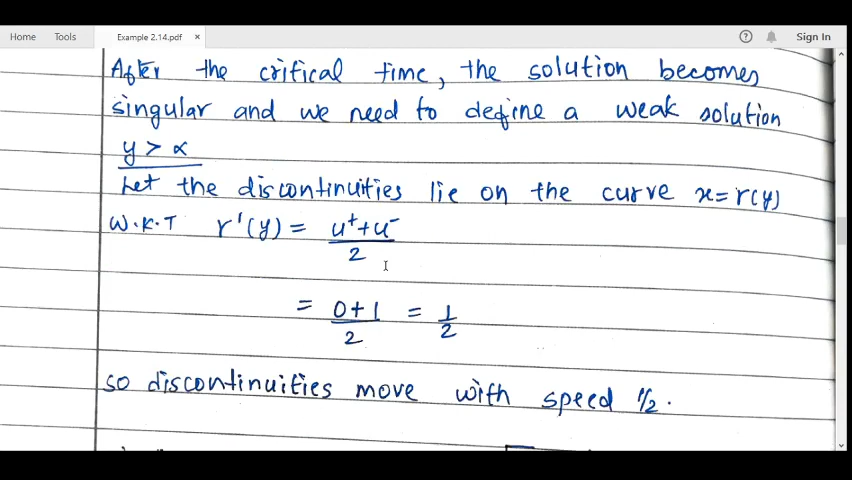 Home Tools Example 2.14.pdf × Sign In
After the critical time, the solution becomes
singular and we need to define a weak solution
y > α
Let the discontinuities lie on the curve x = r(y)
W.K.T r'(y) = u⁺+u⁻/2
= 0+1/2 = 1/2
so discontinuities move with speed 1/2.